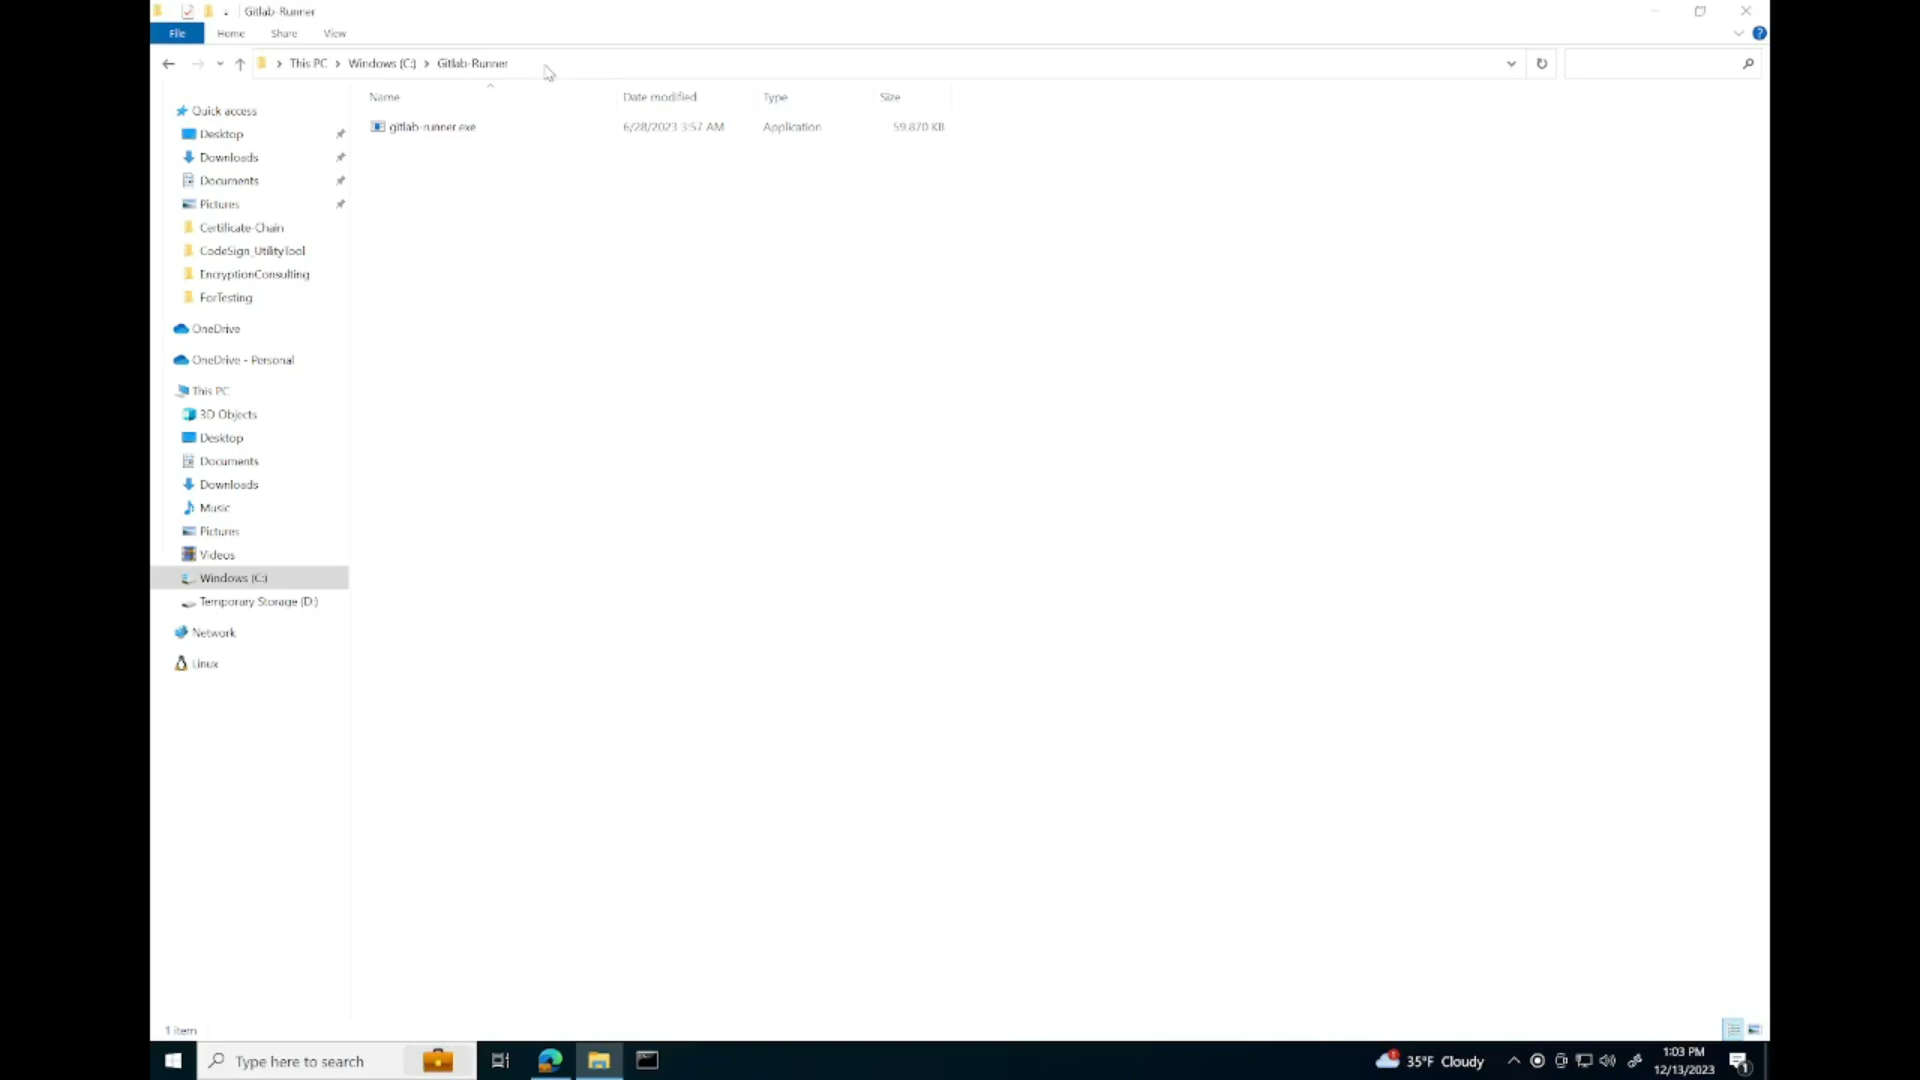 Gitlab-Runner
File Home Share View
This PC > Windows (C:) > Gitlab-Runner
Name Date modified Type Size
gitlab-runner.exe 6/28/2023 3:57 AM Application 59,870 KB
Quick access
Desktop
Downloads
Documents
Pictures
Certificate-Chain
CodeSign_UtilityTool
EncryptionConsulting
ForTesting
OneDrive
OneDrive - Personal
This PC
3D Objects
Desktop
Documents
Downloads
Music
Pictures
Videos
Windows (C:)
Temporary Storage (D:)
Network
Linux
1 item
Type here to search
35°F Cloudy
1:03 PM
12/13/2023
1